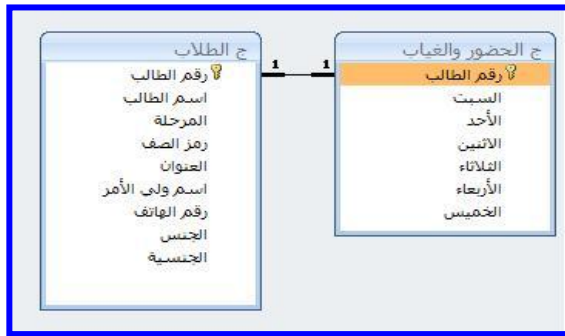 ج الحضور والغياب
رقم الطالب
السبت
الأحد
الاثنين
الثلاثاء
الأربعاء
الخميس
1 1
ج الطلاب
رقم الطالب
اسم الطالب
المرحلة
رمز الصف
العنوان
اسم ولي الأمر
رقم الهاتف
الجنس
الجنسية